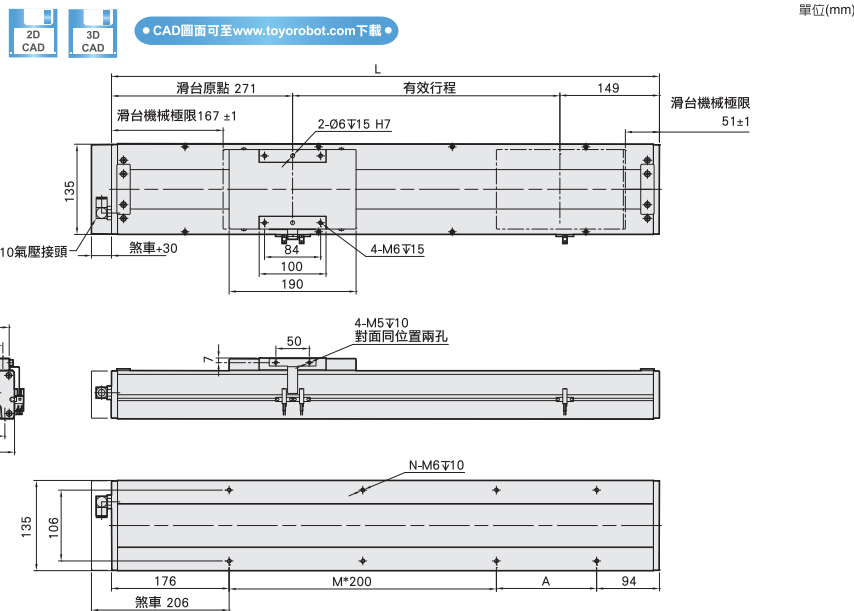 單位(mm)
2D
CAD
3D
CAD
• CAD圖面可至www.toyorobot.com下載 •
L
滑台原點 271
有效行程
149
滑台機械極限167 ±1
滑台機械極限
51±1
2-Ø6↧15 H7
135
10氣壓接頭
煞車+30
84
100
190
4-M6↧15
4-M5↧10
對面同位置兩孔
50
7
N-M6↧10
135
106
176
M*200
A
94
煞車 206